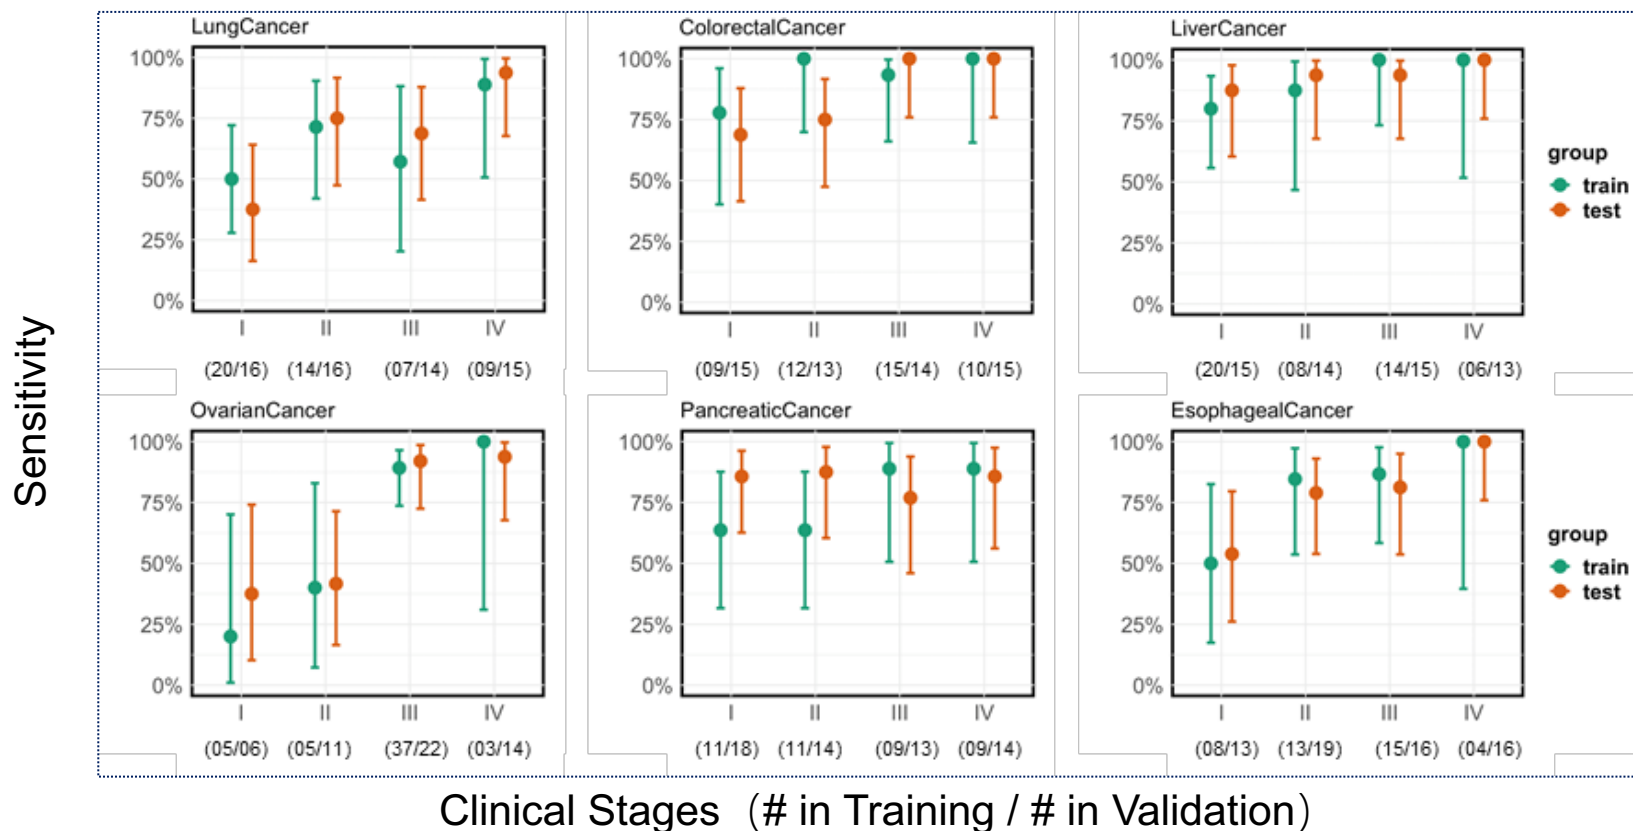 Sensitivity
LungCancer
100%
75%
50%
25%
0%
I II III IV
(20/16) (14/16) (07/14) (09/15)
ColorectalCancer
100%
75%
50%
25%
0%
I II III IV
(09/15) (12/13) (15/14) (10/15)
LiverCancer
100%
75%
50%
25%
0%
I II III IV
(20/15) (08/14) (14/15) (06/13)
group
train
test
OvarianCancer
100%
75%
50%
25%
0%
I II III IV
(05/06) (05/11) (37/22) (03/14)
PancreaticCancer
100%
75%
50%
25%
0%
I II III IV
(11/18) (11/14) (09/13) (09/14)
EsophagealCancer
100%
75%
50%
25%
0%
I II III IV
(08/13) (13/19) (15/16) (04/16)
group
train
test
Clinical Stages（# in Training / # in Validation）